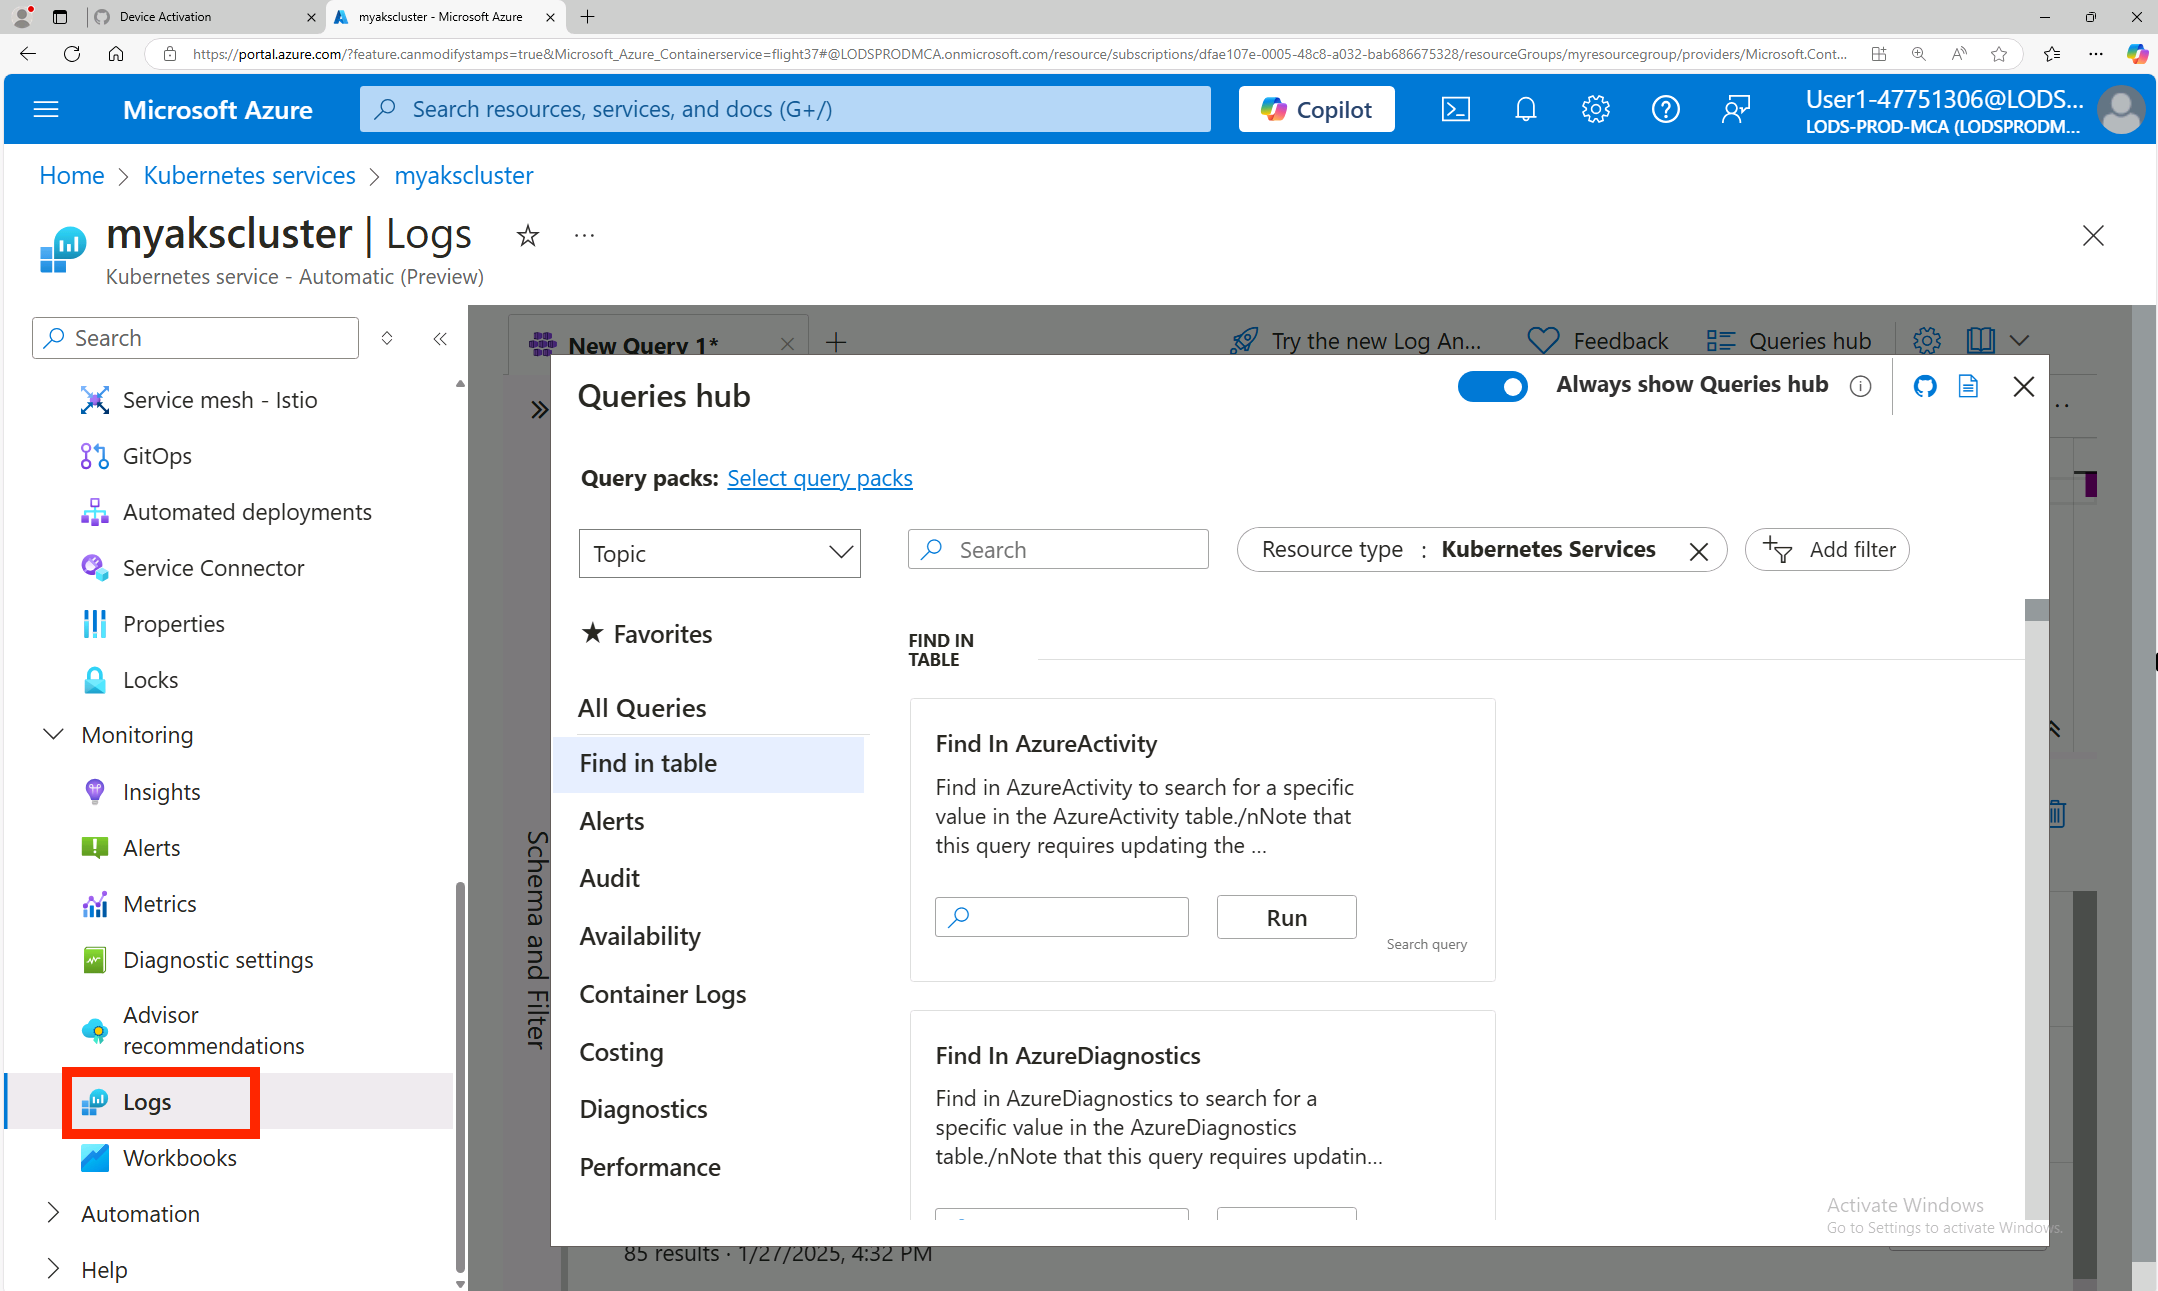 Device Activation
myakscluster - Microsoft Azure
https://portal.azure.com/?feature.canmodifystamps=true&Microsoft_Azure_Containerservice=flight37#@LODSPRODMCA.onmicrosoft.com/resource/subscriptions/dfae107e-0005-48c8-a032-bab686675328/resourceGroups/myresourcegroup/providers/Microsoft.Cont...
Microsoft Azure
Search resources, services, and docs (G+/)
Copilot
User1-47751306@LODS...
LODS-PROD-MCA (LODSPRODM...
Home > Kubernetes services > myakscluster
myakscluster | Logs
Kubernetes service - Automatic (Preview)
Search
Service mesh - Istio
GitOps
Automated deployments
Service Connector
Properties
Locks
Monitoring
Insights
Alerts
Metrics
Diagnostic settings
Advisor
recommendations
Logs
Workbooks
Automation
Help
New Query 1*
Try the new Log An...
Feedback
Queries hub
Schema and Filter
Queries hub
Always show Queries hub
Query packs: Select query packs
Topic
Search
Resource type : Kubernetes Services
Add filter
Favorites
All Queries
Find in table
Alerts
Audit
Availability
Container Logs
Costing
Diagnostics
Performance
FIND IN
TABLE
Find In AzureActivity
Find in AzureActivity to search for a specific
value in the AzureActivity table./nNote that
this query requires updating the ...
Run
Search query
Find In AzureDiagnostics
Find in AzureDiagnostics to search for a
specific value in the AzureDiagnostics
table./nNote that this query requires updatin...
85 results · 1/27/2025, 4:32 PM
Activate Windows
Go to Settings to activate Windows.